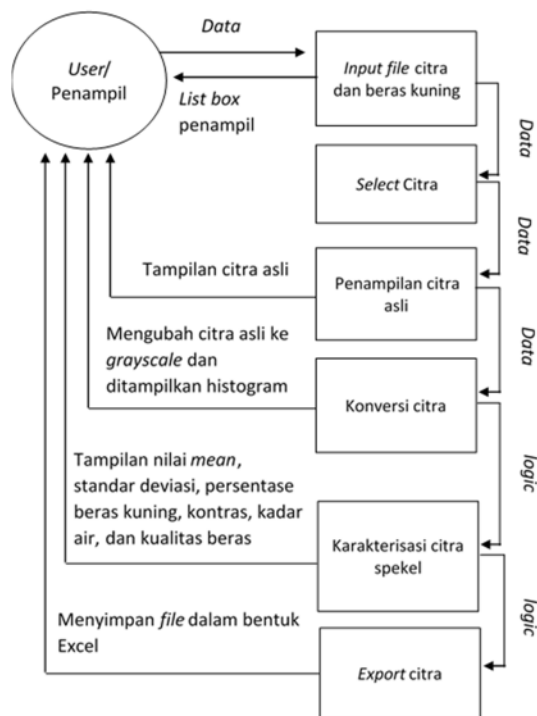 Data
User/
Penampil
Input file citra
dan beras kuning
List box
penampil
Data
Select Citra
Data
Tampilan citra asli
Penampilan citra
asli
Data
Mengubah citra asli ke
grayscale dan
ditampilkan histogram
Konversi citra
logic
Tampilan nilai mean,
standar deviasi, persentase
beras kuning, kontras, kadar
air, dan kualitas beras
Karakterisasi citra
spekel
logic
Menyimpan file dalam bentuk
Excel
Export citra